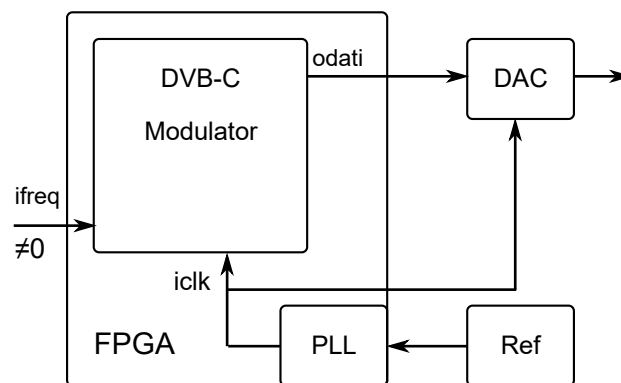 DVB-C
Modulator
odati
DAC
ifreq
≠0
iclk
FPGA
PLL
Ref